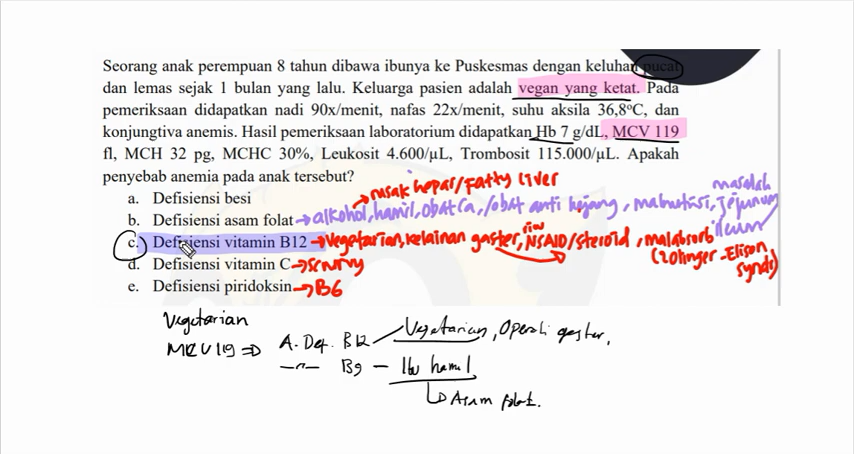 Seorang anak perempuan 8 tahun dibawa ibunya ke Puskesmas dengan keluhan pucat
dan lemas sejak 1 bulan yang lalu. Keluarga pasien adalah vegan yang ketat. Pada
pemeriksaan didapatkan nadi 90x/menit, nafas 22x/menit, suhu aksila 36,8°C, dan
konjungtiva anemis. Hasil pemeriksaan laboratorium didapatkan Hb 7 g/dL, MCV 119
fl, MCH 32 pg, MCHC 30%, Leukosit 4.600/µL, Trombosit 115.000/µL. Apakah
penyebab anemia pada anak tersebut?
a. Defisiensi besi
rusak hepar/Fatty liver
masalah
b. Defisiensi asam folat → alkohol, hamil, obat Ca, /obat anti kejang, malnutrisi, jejunum
ileum
c. Defisiensi vitamin B12 → Vegetarian, kelainan gaster, NSAID/steroid, malabsorb
d. Defisiensi vitamin C → scurvy
(Zolinger-Elison
synds)
e. Defisiensi piridoksin → B6
Vegetarian
MCV 119 ⇒ A. Def. B12 Vegetarian, Operasi gaster,
B9 - Ibu hamil
Asam folat.